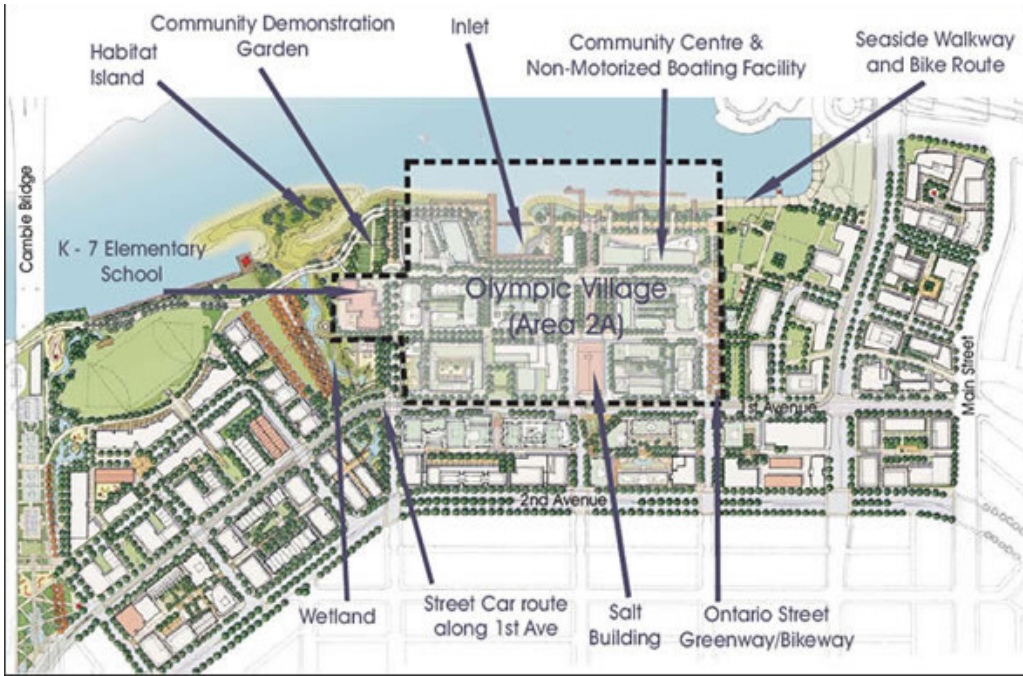 Community Demonstration
Garden
Inlet
Habitat
Island
Community Centre &
Non-Motorized Boating Facility
Seaside Walkway
and Bike Route
Cambie Bridge
K - 7 Elementary
School
Olympic Village
(Area 2A)
Main Street
1st Avenue
2nd Avenue
Wetland
Street Car route
along 1st Ave
Salt
Building
Ontario Street
Greenway/Bikeway